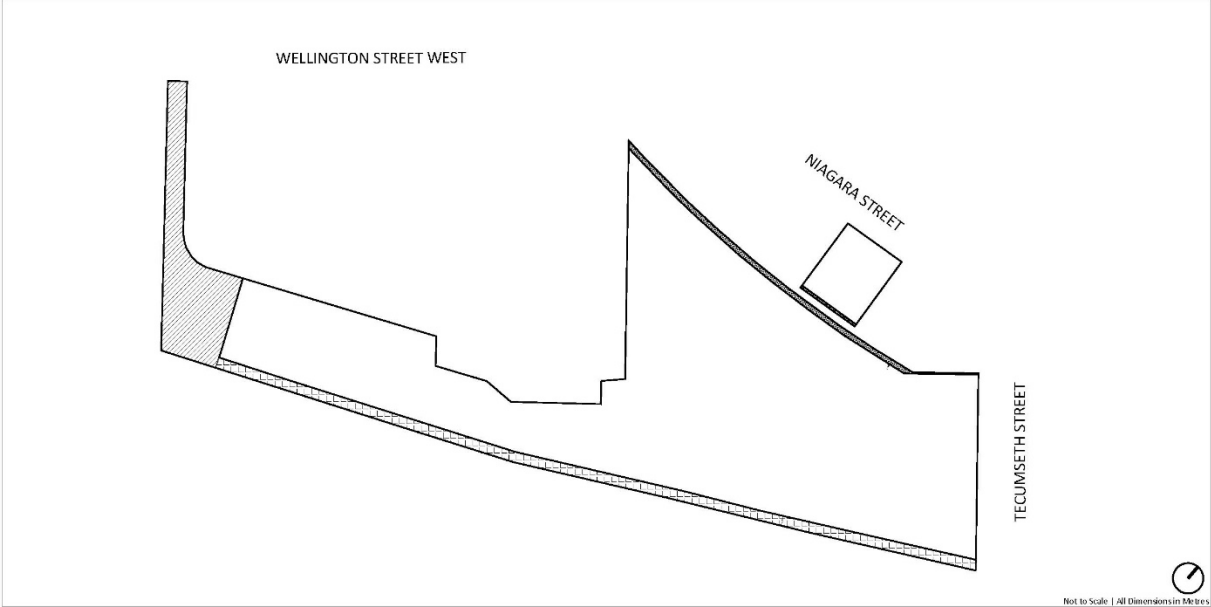 WELLINGTON STREET WEST
NIAGARA STREET
TECUMSETH STREET
Not to Scale | All Dimensions in Metres